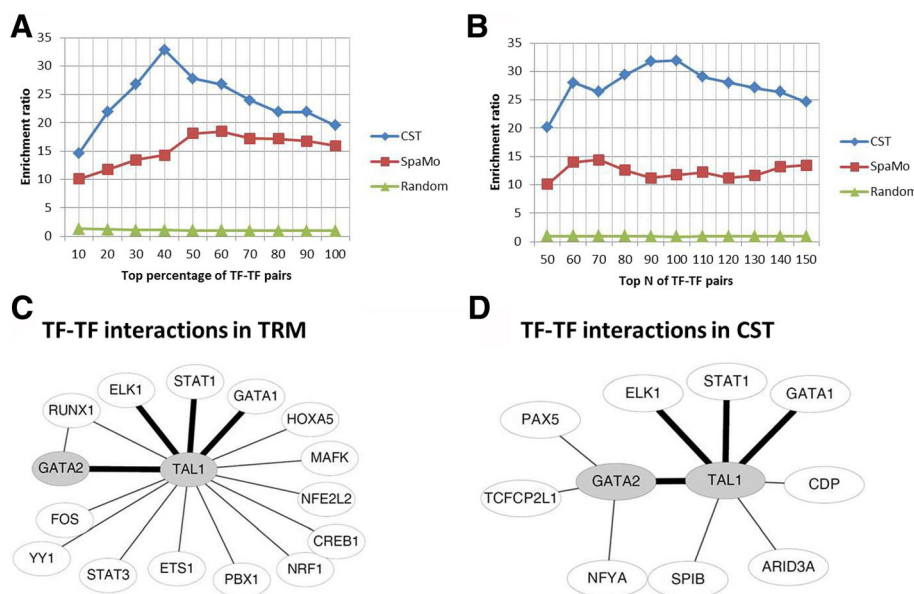 A
35
30
25
20
15
10
5
0
Enrichment ratio
10 20 30 40 50 60 70 80 90 100
Top percentage of TF-TF pairs
CST
SpaMo
Random
B
35
30
25
20
15
10
5
0
Enrichment ratio
50 60 70 80 90 100 110 120 130 140 150
Top N of TF-TF pairs
CST
SpaMo
Random
C
TF-TF interactions in TRM
STAT1
ELK1
GATA1
RUNX1
HOXA5
MAFK
GATA2
TAL1
NFE2L2
FOS
CREB1
YY1
NRF1
STAT3
ETS1
PBX1
D
TF-TF interactions in CST
STAT1
ELK1
GATA1
PAX5
GATA2
TAL1
CDP
TCFCP2L1
ARID3A
NFYA
SPIB